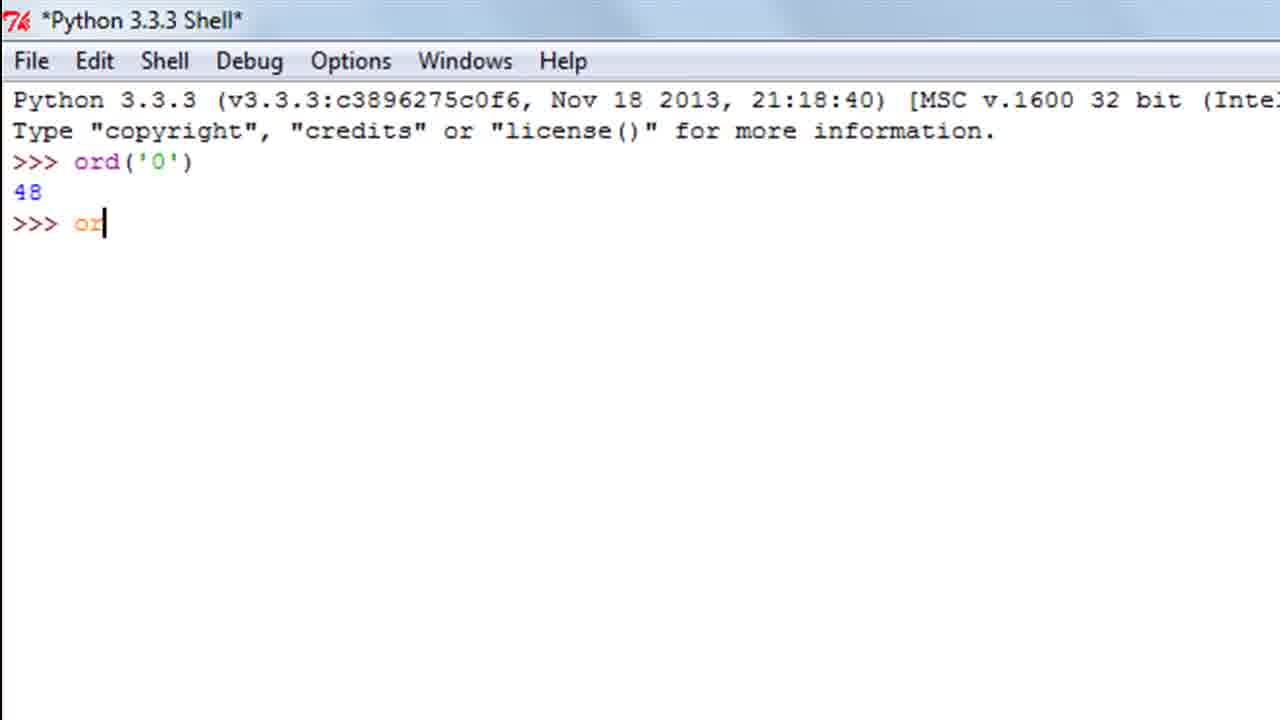 *Python 3.3.3 Shell*
File Edit Shell Debug Options Windows Help
Python 3.3.3 (v3.3.3:c3896275c0f6, Nov 18 2013, 21:18:40) [MSC v.1600 32 bit (Intel
Type "copyright", "credits" or "license()" for more information.
>>> ord('0')
48
>>> or